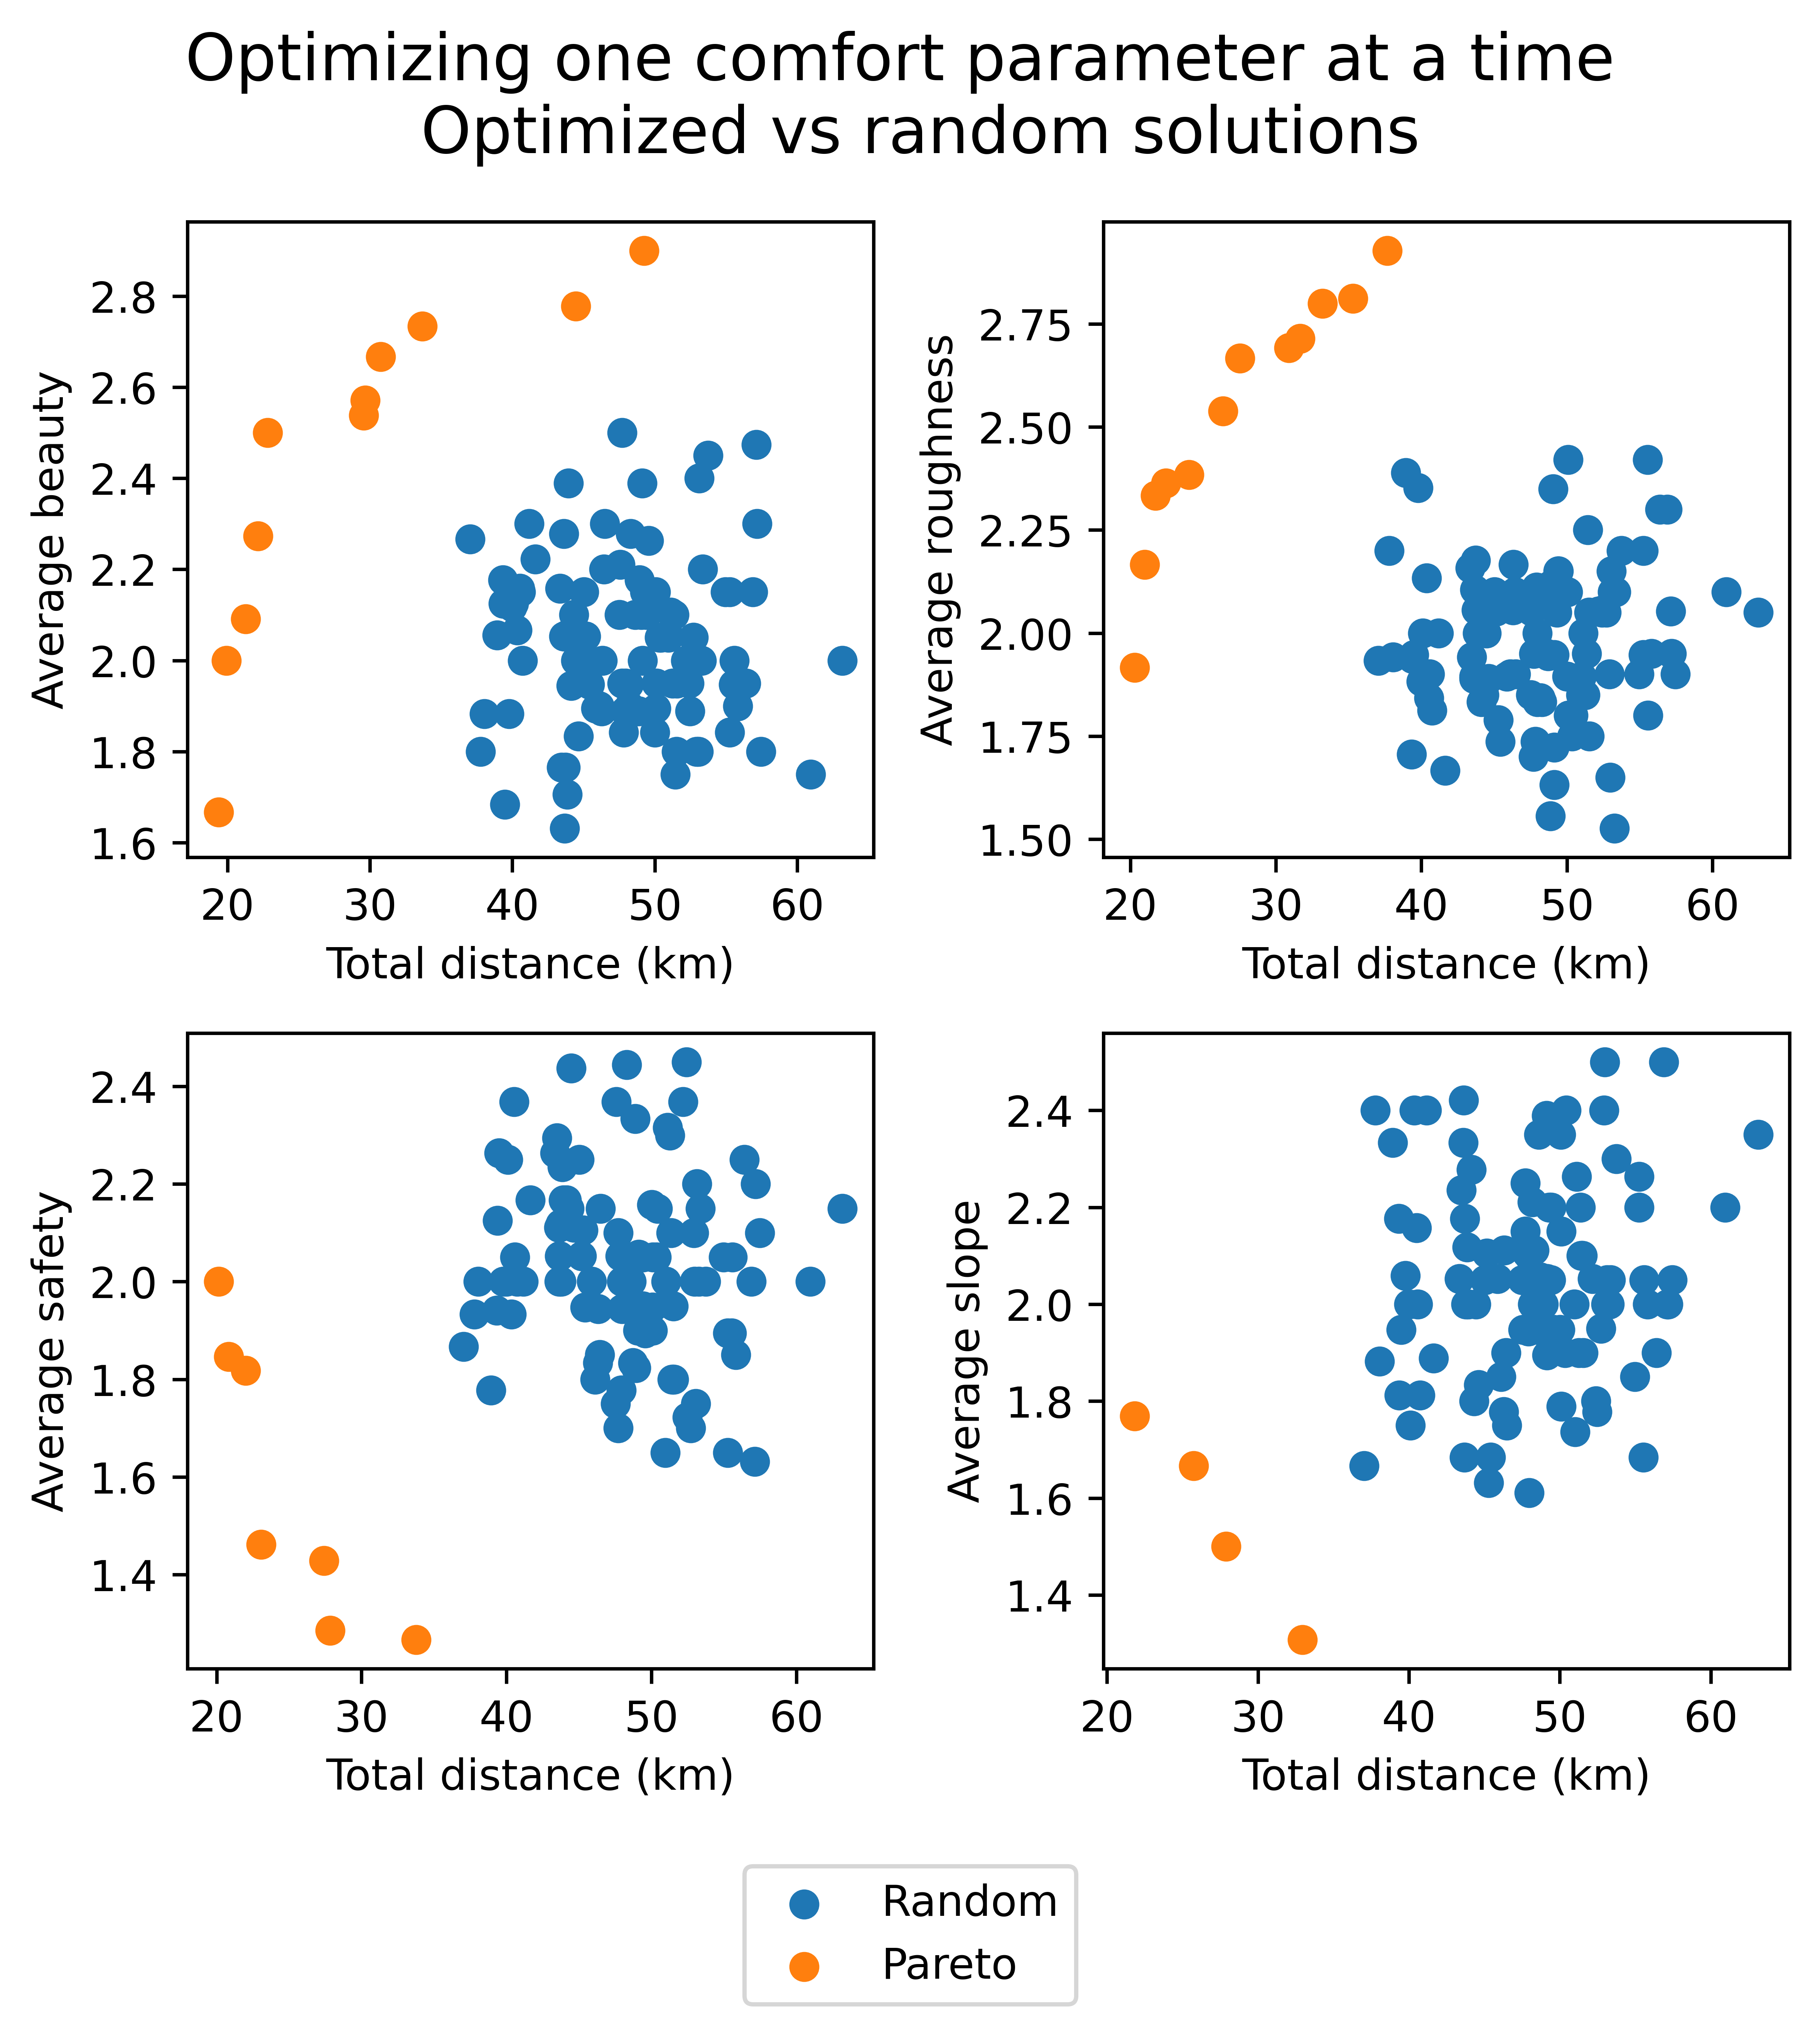 Optimizing one comfort parameter at a time
Optimized vs random solutions
Average beauty
2.8
2.6
2.4
2.2
2.0
1.8
1.6
20 30 40 50 60
Total distance (km)
Average roughness
2.75
2.50
2.25
2.00
1.75
1.50
20 30 40 50 60
Total distance (km)
Average safety
2.4
2.2
2.0
1.8
1.6
1.4
20 30 40 50 60
Total distance (km)
Average slope
2.4
2.2
2.0
1.8
1.6
1.4
20 30 40 50 60
Total distance (km)
Random
Pareto